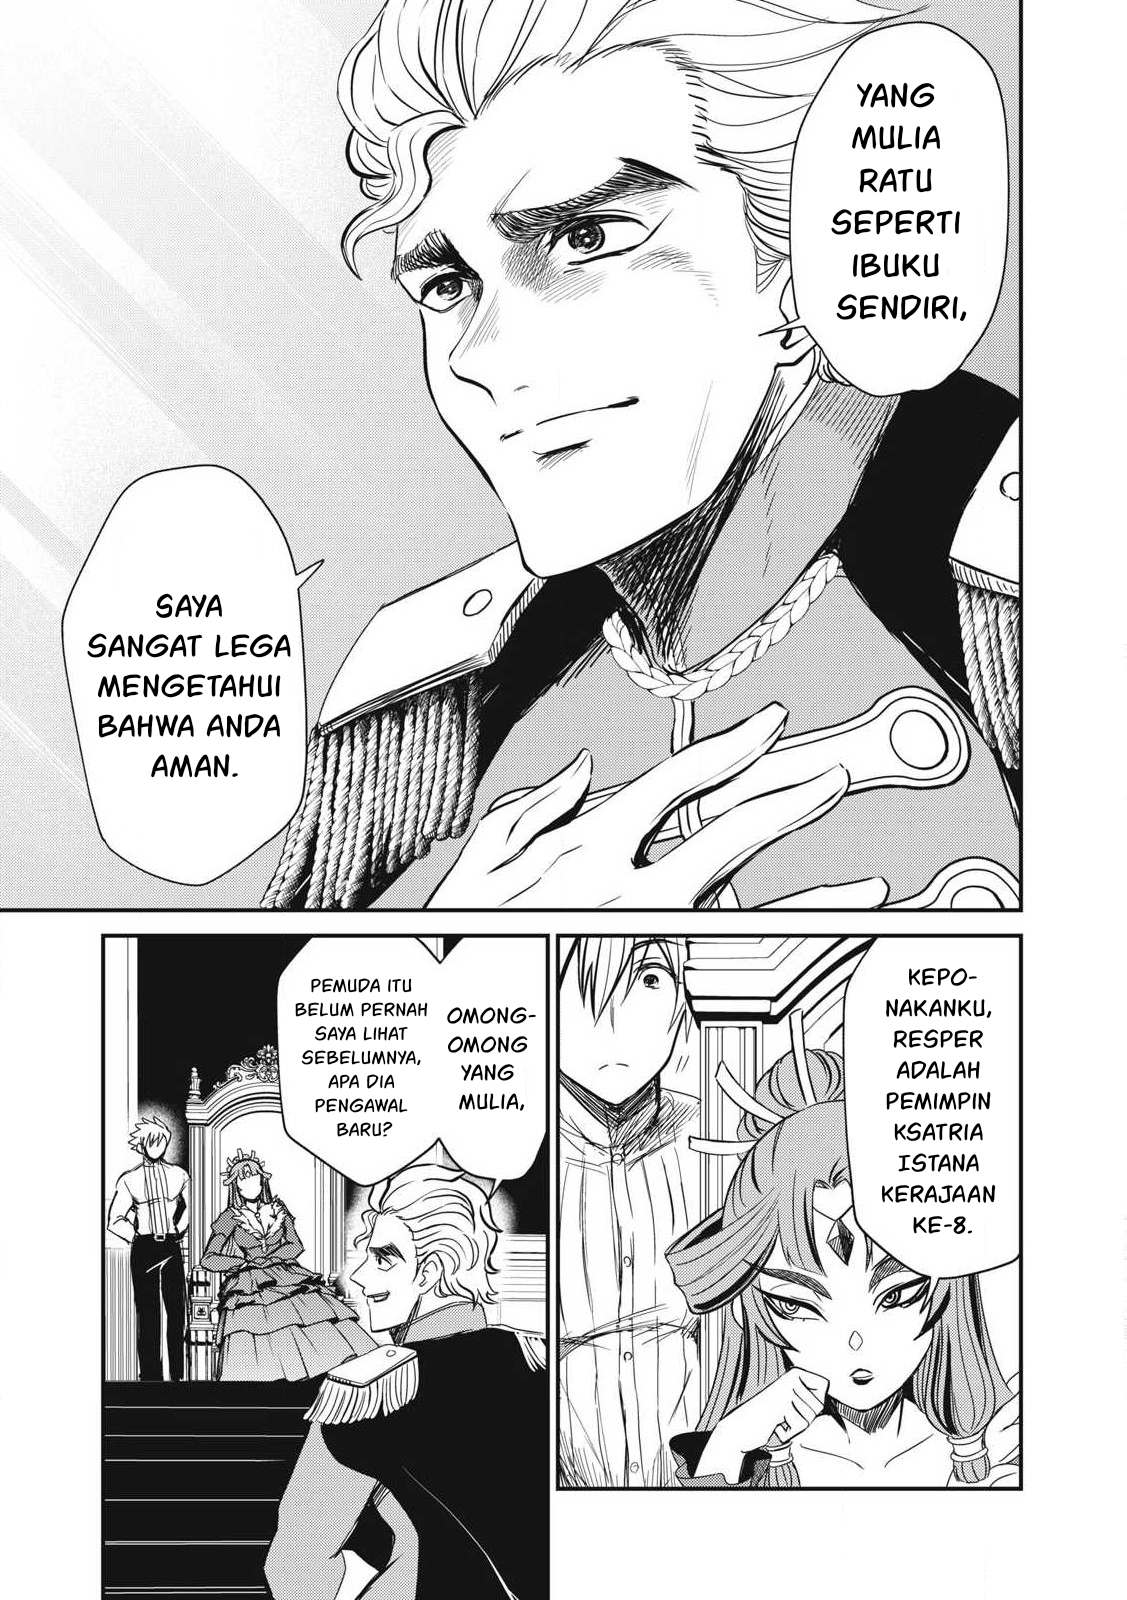 YANG
MULIA
RATU
SEPERTI
IBUKU
SENDIRI,
SAYA
SANGAT LEGA
MENGETAHUI
BAHWA ANDA
AMAN.
KEPO-
NAKANKU,
RESPER
ADALAH
PEMIMPIN
KSATRIA
ISTANA
KERAJAAN
KE-8.
OMONG-
OMONG
YANG
MULIA,
PEMUDA ITU
BELUM PERNAH
SAYA LIHAT
SEBELUMNYA,
APA DIA
PENGAWAL
BARU?